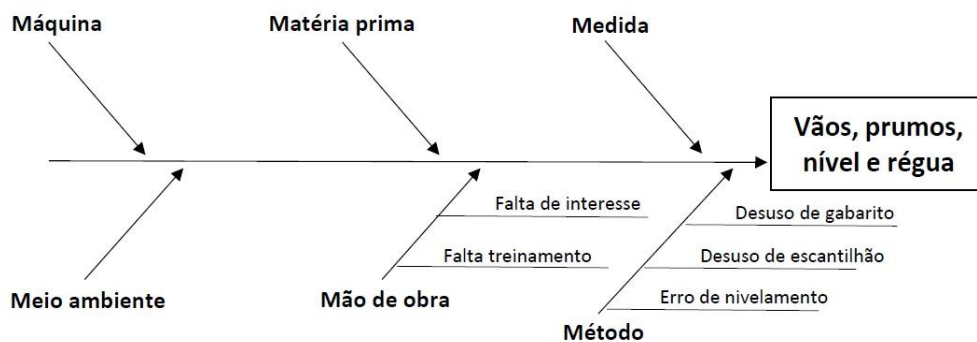 Máquina
Matéria prima
Medida
Vãos, prumos,
nível e régua
Falta de interesse
Desuso de gabarito
Falta treinamento
Desuso de escantilhão
Erro de nivelamento
Meio ambiente
Mão de obra
Método